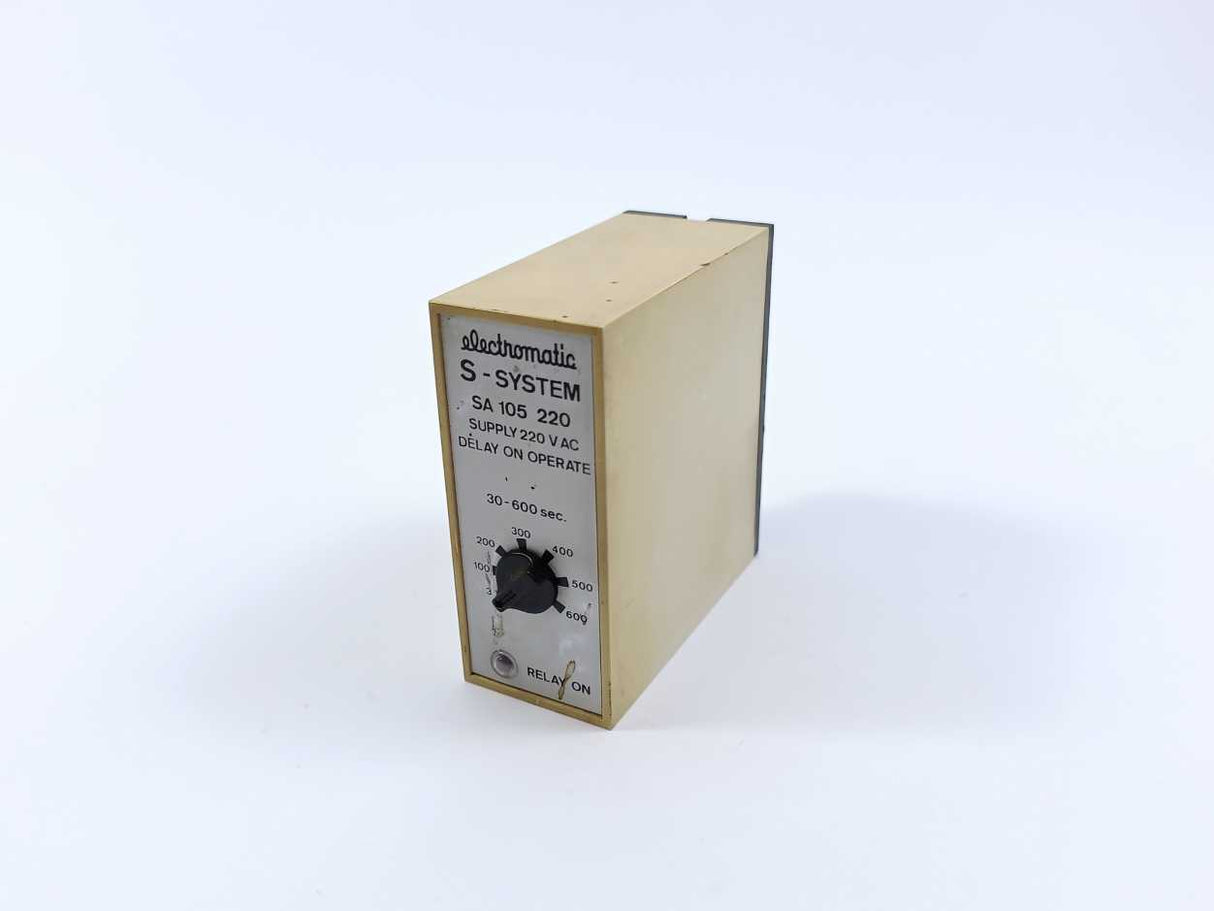 electromatic
S-SYSTEM
SA 105 220
SUPPLY 220 V AC
DELAY ON OPERATE
30-600 sec.
300
200 400
100 500
600
RELAY ON